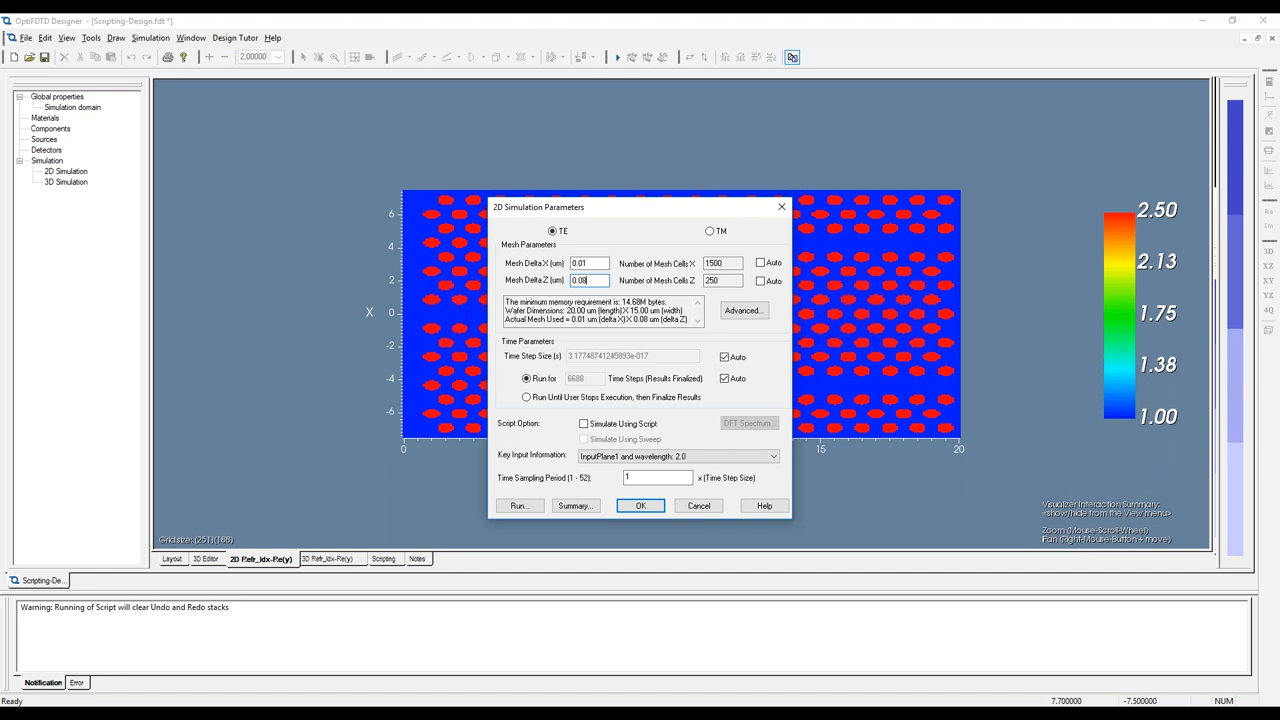 OptiFDTD Designer - [Scripting-Design.fdt *]
File Edit View Tools Draw Simulation Window Design Tutor Help
2.00000
Global properties
Simulation domain
Materials
Components
Sources
Detectors
Simulation
2D Simulation
3D Simulation
6
4
2
0
-2
-4
-6
X
0
15
20
2D Simulation Parameters
TE TM
Mesh Parameters
Mesh Delta X (um) 0.01 Number of Mesh Cells X 1500 Auto
Mesh Delta Z (um) 0.08 Number of Mesh Cells Z 250 Auto
The minimum memory requirement is: 14.68M bytes.
Wafer Dimensions: 20.00 um (length) X 15.00 um (width)
Actual Mesh Used = 0.01 um (delta X) X 0.08 um (delta Z)
Advanced...
Time Parameters
Time Step Size (s) 3.17748741245893e-017 Auto
Run for 6688 Time Steps (Results Finalized) Auto
Run Until User Stops Execution, then Finalize Results
Script Option: Simulate Using Script DFT Spectrum...
Simulate Using Sweep
Key Input Information: InputPlane1 and wavelength: 2.0
Time Sampling Period (1 - 52): 1 x (Time Step Size)
Run... Summary... OK Cancel Help
2.50
2.13
1.75
1.38
1.00
Visualizer Interaction Summary:
<show/hide from the View menu>
Zoom (Mouse-Scroll-Wheel)
Pan (Right-Mouse-Button + move)
Grid size: (251)(188)
Layout 3D Editor 2D Refr_Idx-Re(y) 3D Refr_Idx-Re(y) Scripting Notes
Re
Im
3D
XZ
XY
YZ
4Q
Scripting-De...
Warning: Running of Script will clear Undo and Redo stacks
Notification Error
Ready 7.700000 -7.500000 NUM